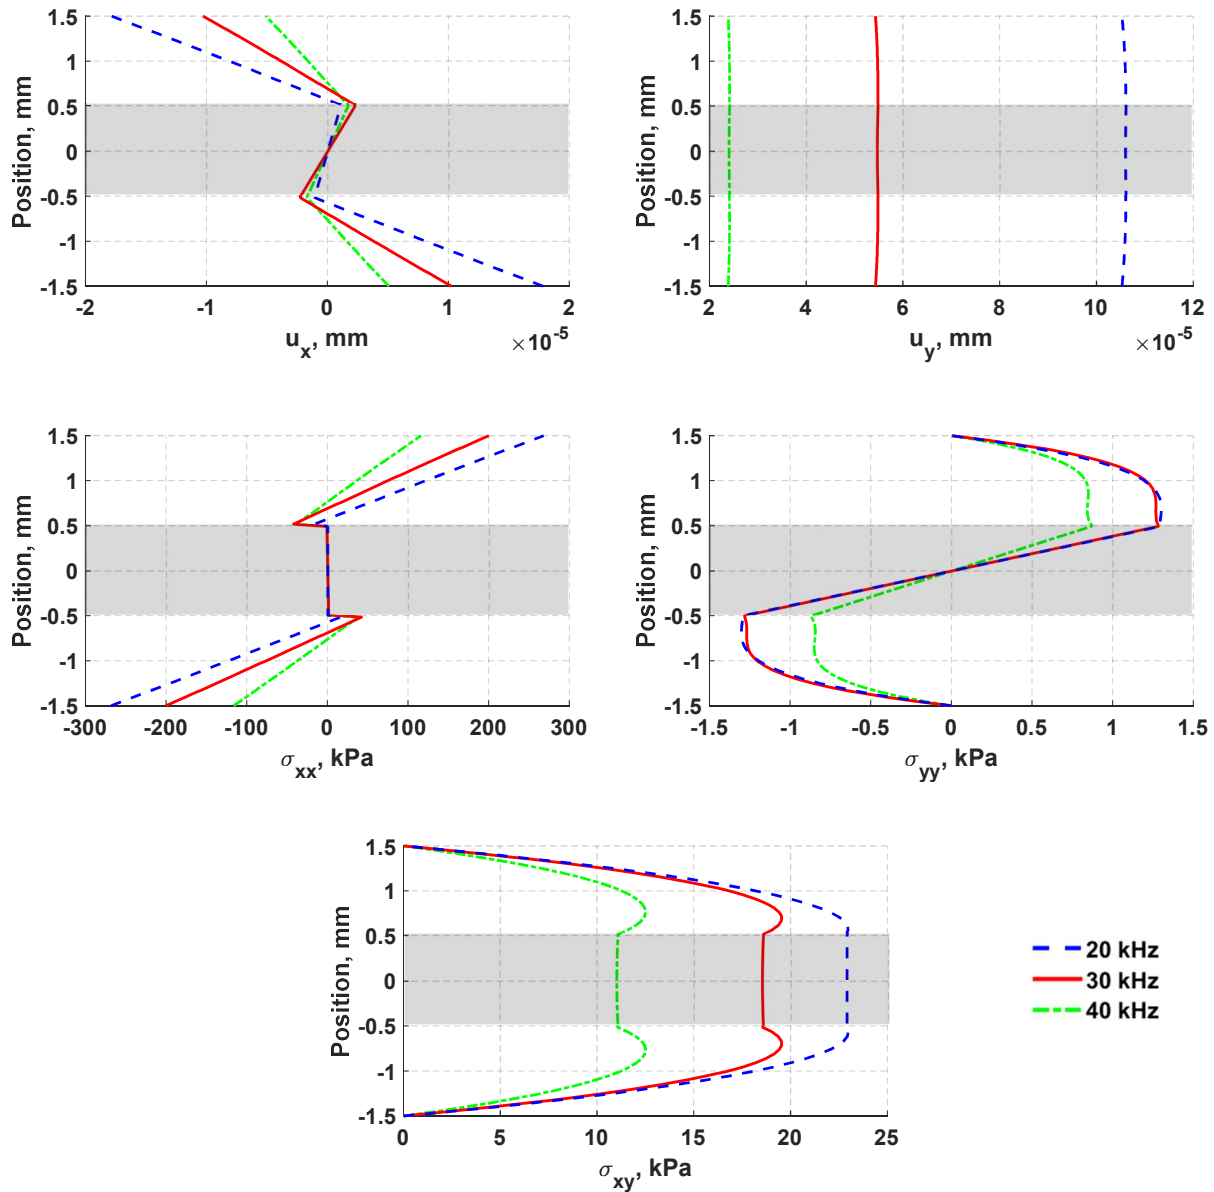 1.5
1
0.5
0
-0.5
-1
-1.5
Position, mm
-2 -1 0 1 2
u_x, mm ×10^-5
1.5
1
0.5
0
-0.5
-1
-1.5
Position, mm
2 4 6 8 10 12
u_y, mm ×10^-5
1.5
1
0.5
0
-0.5
-1
-1.5
Position, mm
-300 -200 -100 0 100 200 300
σ_xx, kPa
1.5
1
0.5
0
-0.5
-1
-1.5
Position, mm
-1.5 -1 -0.5 0 0.5 1 1.5
σ_yy, kPa
1.5
1
0.5
0
-0.5
-1
-1.5
Position, mm
0 5 10 15 20 25
σ_xy, kPa
20 kHz
30 kHz
40 kHz